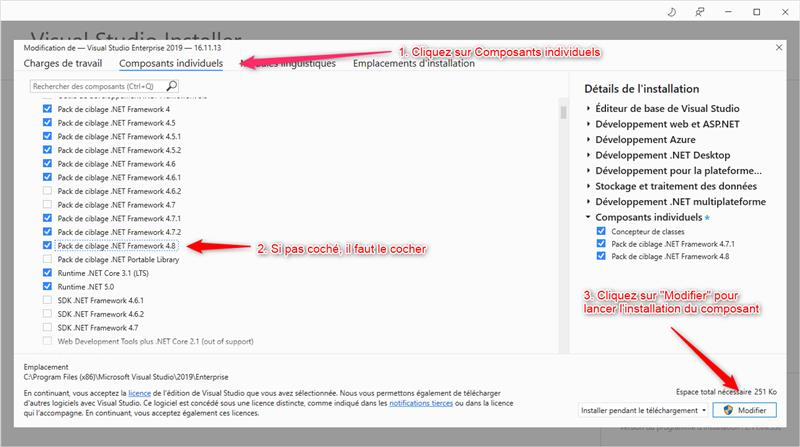 Visual Studio Installer
Modification de — Visual Studio Enterprise 2019 — 16.11.13
1. Cliquez sur Composants individuels
Charges de travail Composants individuels linguistiques Emplacements d'installation
Rechercher des composants (Ctrl+Q)
Pack de ciblage .NET Framework 4
Pack de ciblage .NET Framework 4.5
Pack de ciblage .NET Framework 4.5.1
Pack de ciblage .NET Framework 4.5.2
Pack de ciblage .NET Framework 4.6
Pack de ciblage .NET Framework 4.6.1
Pack de ciblage .NET Framework 4.6.2
Pack de ciblage .NET Framework 4.7
Pack de ciblage .NET Framework 4.7.1
Pack de ciblage .NET Framework 4.7.2
Pack de ciblage .NET Framework 4.8
2. Si pas coché, il faut le cocher
Pack de ciblage .NET Portable Library
Runtime .NET Core 3.1 (LTS)
Runtime .NET 5.0
SDK .NET Framework 4.6.1
SDK .NET Framework 4.6.2
SDK .NET Framework 4.7
Web Development Tools plus .NET Core 2.1 (out of support)
Détails de l'installation
Éditeur de base de Visual Studio
Développement web et ASP.NET
Développement Azure
Développement .NET Desktop
Développement pour la plateforme...
Stockage et traitement des données
Développement .NET multiplateforme
Composants individuels *
Concepteur de classes
Pack de ciblage .NET Framework 4.7.1
Pack de ciblage .NET Framework 4.8
3. Cliquez sur "Modifier" pour
lancer l'installation du composant
Emplacement
C:\Program Files (x86)\Microsoft Visual Studio\2019\Enterprise
En continuant, vous acceptez la licence de l'édition de Visual Studio que vous avez sélectionnée. Nous vous permettons également de télécharger
d'autres logiciels avec Visual Studio. Ce logiciel est concédé sous une licence distincte, comme indiqué dans les notifications tierces ou dans la licence
qui l'accompagne. En continuant, vous acceptez également ces licences.
Espace total nécessaire 251 Ko
Installer pendant le téléchargement Modifier